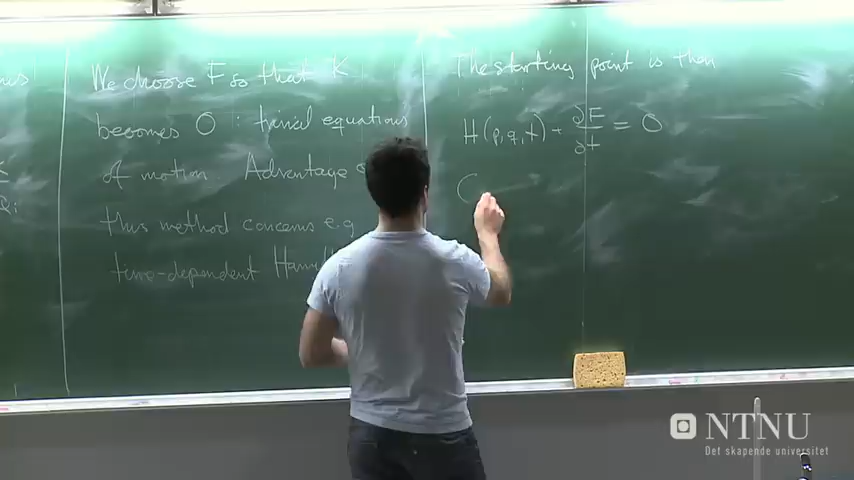 We choose F so that K
becomes 0 : trivial equations
of motion. Advantage
this method concerns e.g.
time-dependent
The starting point is then
H(p,q,t) + ∂F/∂t = 0
(
NTNU
Det skapende universitet